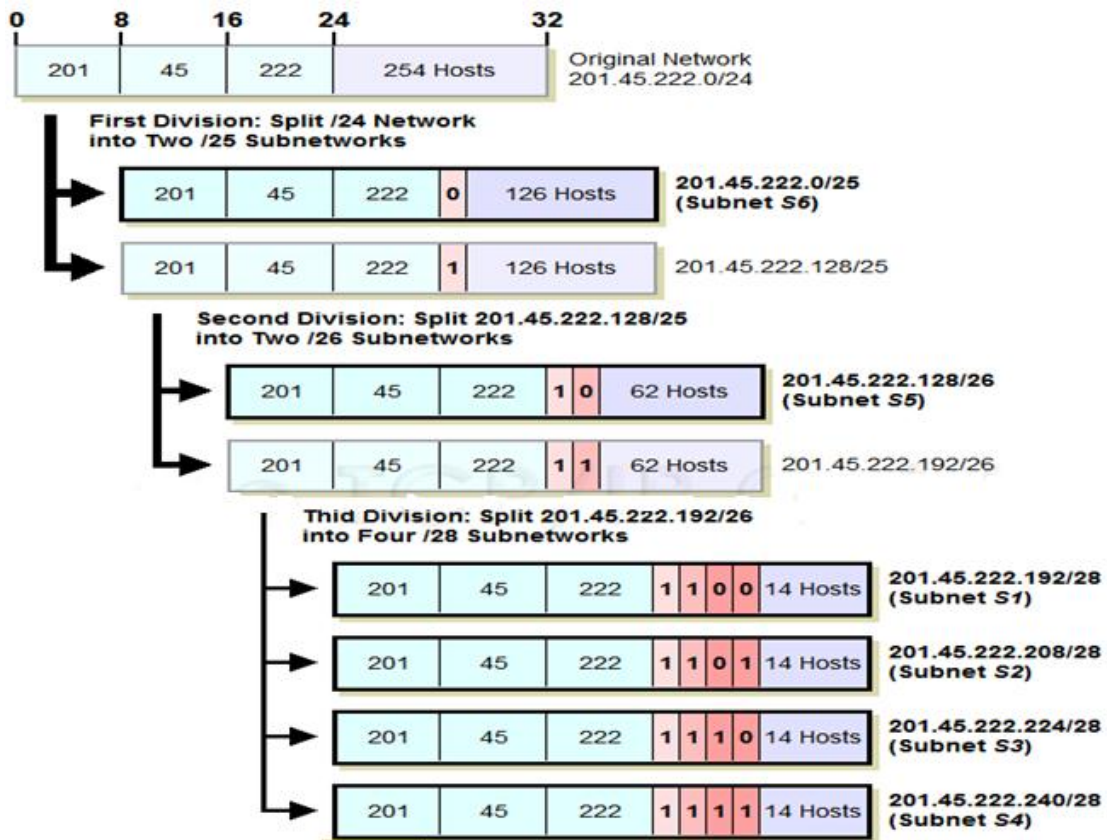 0 8 16 24 32
201 45 222 254 Hosts
Original Network
201.45.222.0/24
First Division: Split /24 Network
into Two /25 Subnetworks
201 45 222 0 126 Hosts
201.45.222.0/25
(Subnet S6)
201 45 222 1 126 Hosts
201.45.222.128/25
Second Division: Split 201.45.222.128/25
into Two /26 Subnetworks
201 45 222 1 0 62 Hosts
201.45.222.128/26
(Subnet S5)
201 45 222 1 1 62 Hosts
201.45.222.192/26
Thid Division: Split 201.45.222.192/26
into Four /28 Subnetworks
201 45 222 1 1 0 0 14 Hosts
201.45.222.192/28
(Subnet S1)
201 45 222 1 1 0 1 14 Hosts
201.45.222.208/28
(Subnet S2)
201 45 222 1 1 1 0 14 Hosts
201.45.222.224/28
(Subnet S3)
201 45 222 1 1 1 1 14 Hosts
201.45.222.240/28
(Subnet S4)